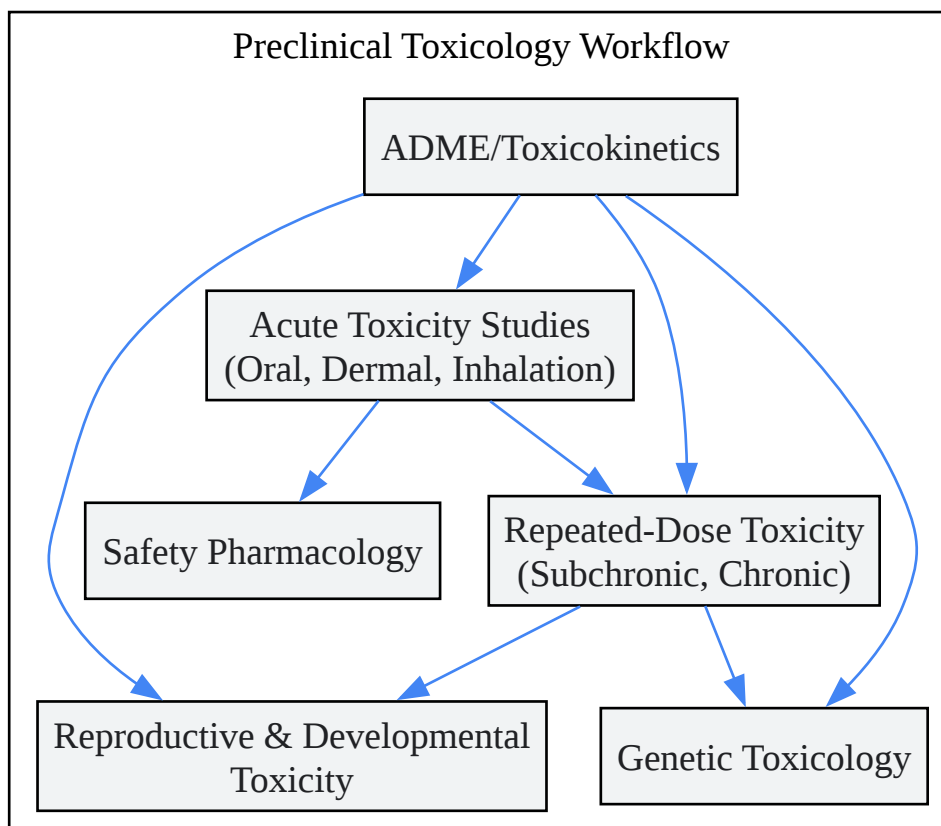 Preclinical Toxicology Workflow
ADME/Toxicokinetics
Acute Toxicity Studies
(Oral, Dermal, Inhalation)
Safety Pharmacology
Repeated-Dose Toxicity
(Subchronic, Chronic)
Reproductive & Developmental
Toxicity
Genetic Toxicology